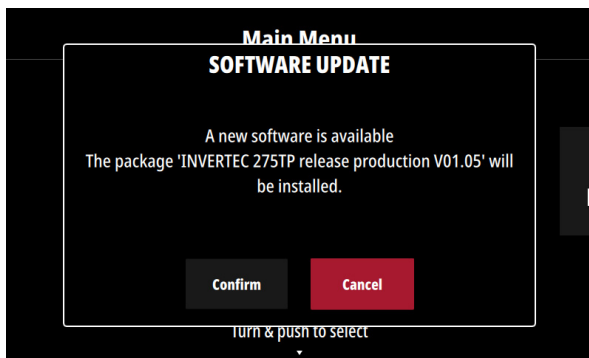 Main Menu
SOFTWARE UPDATE
A new software is available
The package 'INVERTEC 275TP release production V01.05' will
be installed.
Confirm
Cancel
Turn & push to select